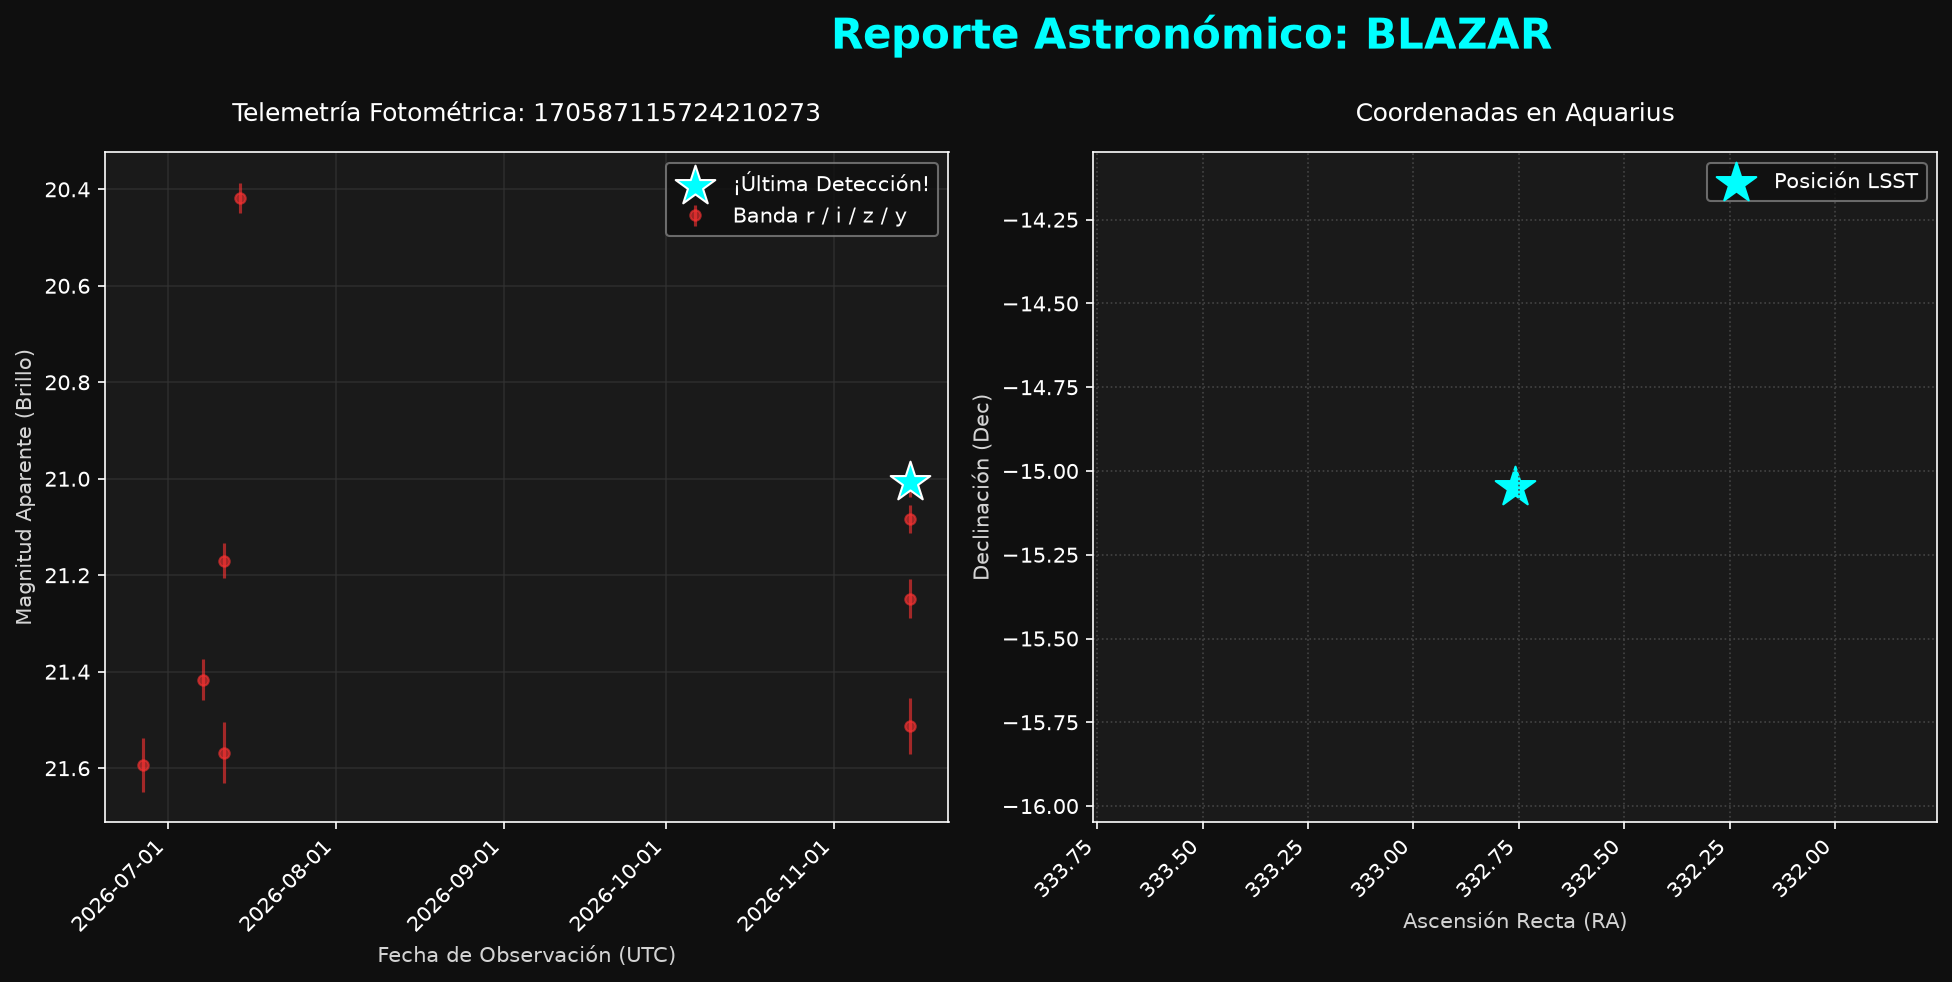 Reporte Astronómico: BLAZAR
Telemetría Fotométrica: 170587115724210273
¡Última Detección!
Banda r / i / z / y
20.4
20.6
20.8
21.0
21.2
21.4
21.6
Magnitud Aparente (Brillo)
2026-07-01
2026-08-01
2026-09-01
2026-10-01
2026-11-01
Fecha de Observación (UTC)
Coordenadas en Aquarius
Posición LSST
−14.25
−14.50
−14.75
−15.00
−15.25
−15.50
−15.75
−16.00
Declinación (Dec)
333.75
333.50
333.25
333.00
332.75
332.50
332.25
332.00
Ascensión Recta (RA)